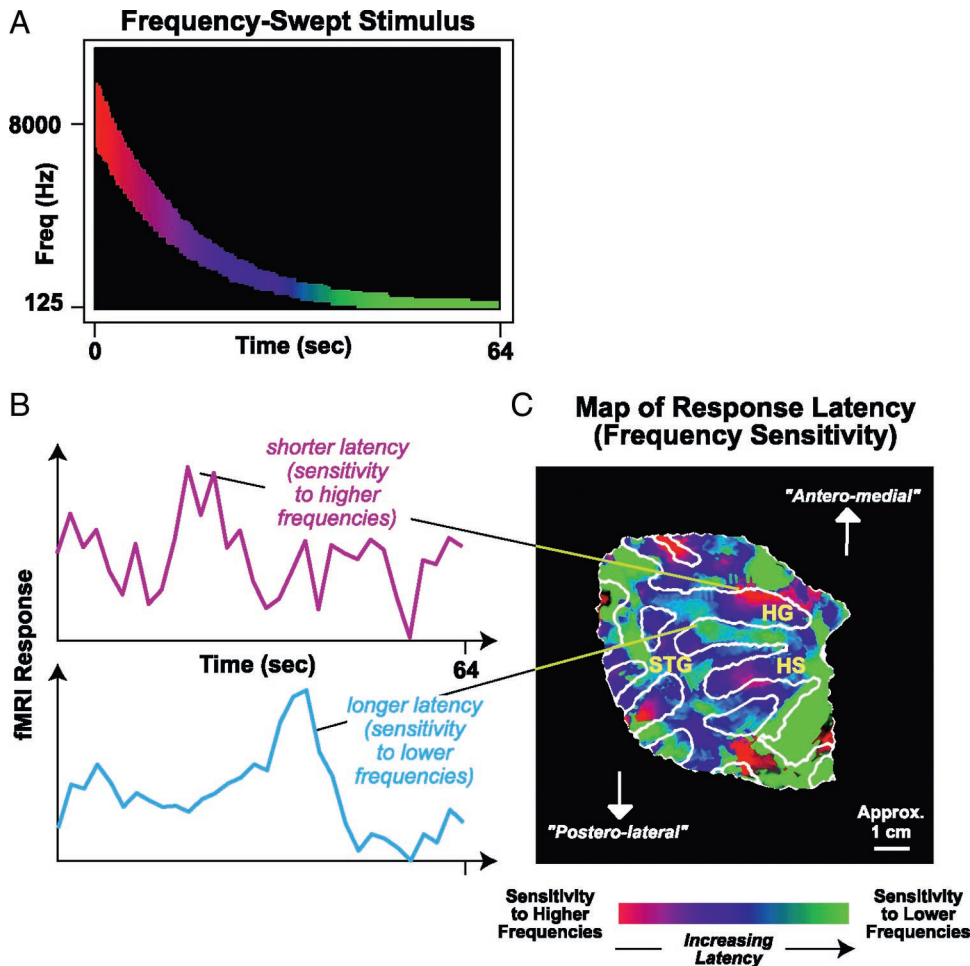 A
Frequency-Swept Stimulus
Freq (Hz)
8000
125
0
Time (sec)
64
B
fMRI Response
shorter latency
(sensitivity
to higher
frequencies)
Time (sec)
64
longer latency
(sensitivity
to lower
frequencies)
C
Map of Response Latency
(Frequency Sensitivity)
"Antero-medial"
HG
STG
HS
"Postero-lateral"
Approx.
1 cm
Sensitivity
to Higher
Frequencies
Increasing
Latency
Sensitivity
to Lower
Frequencies